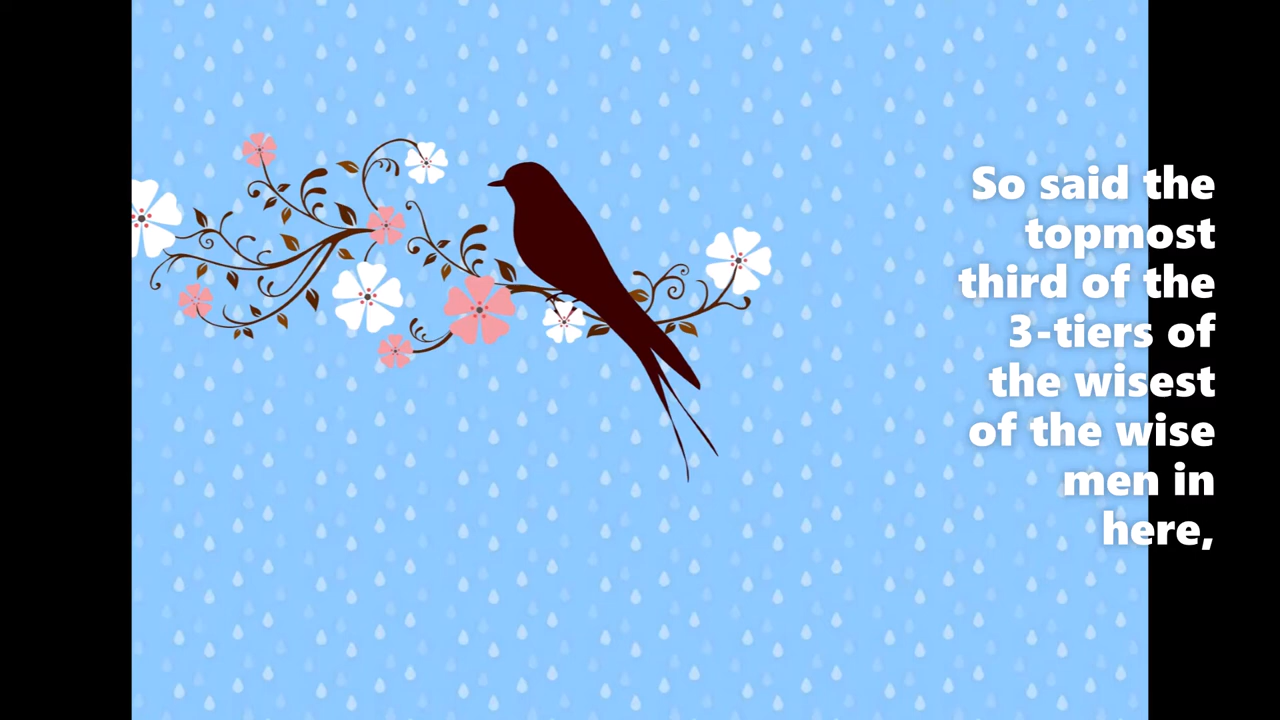 So said the
topmost
third of the
3-tiers of
the wisest
of the wise
men in
here,